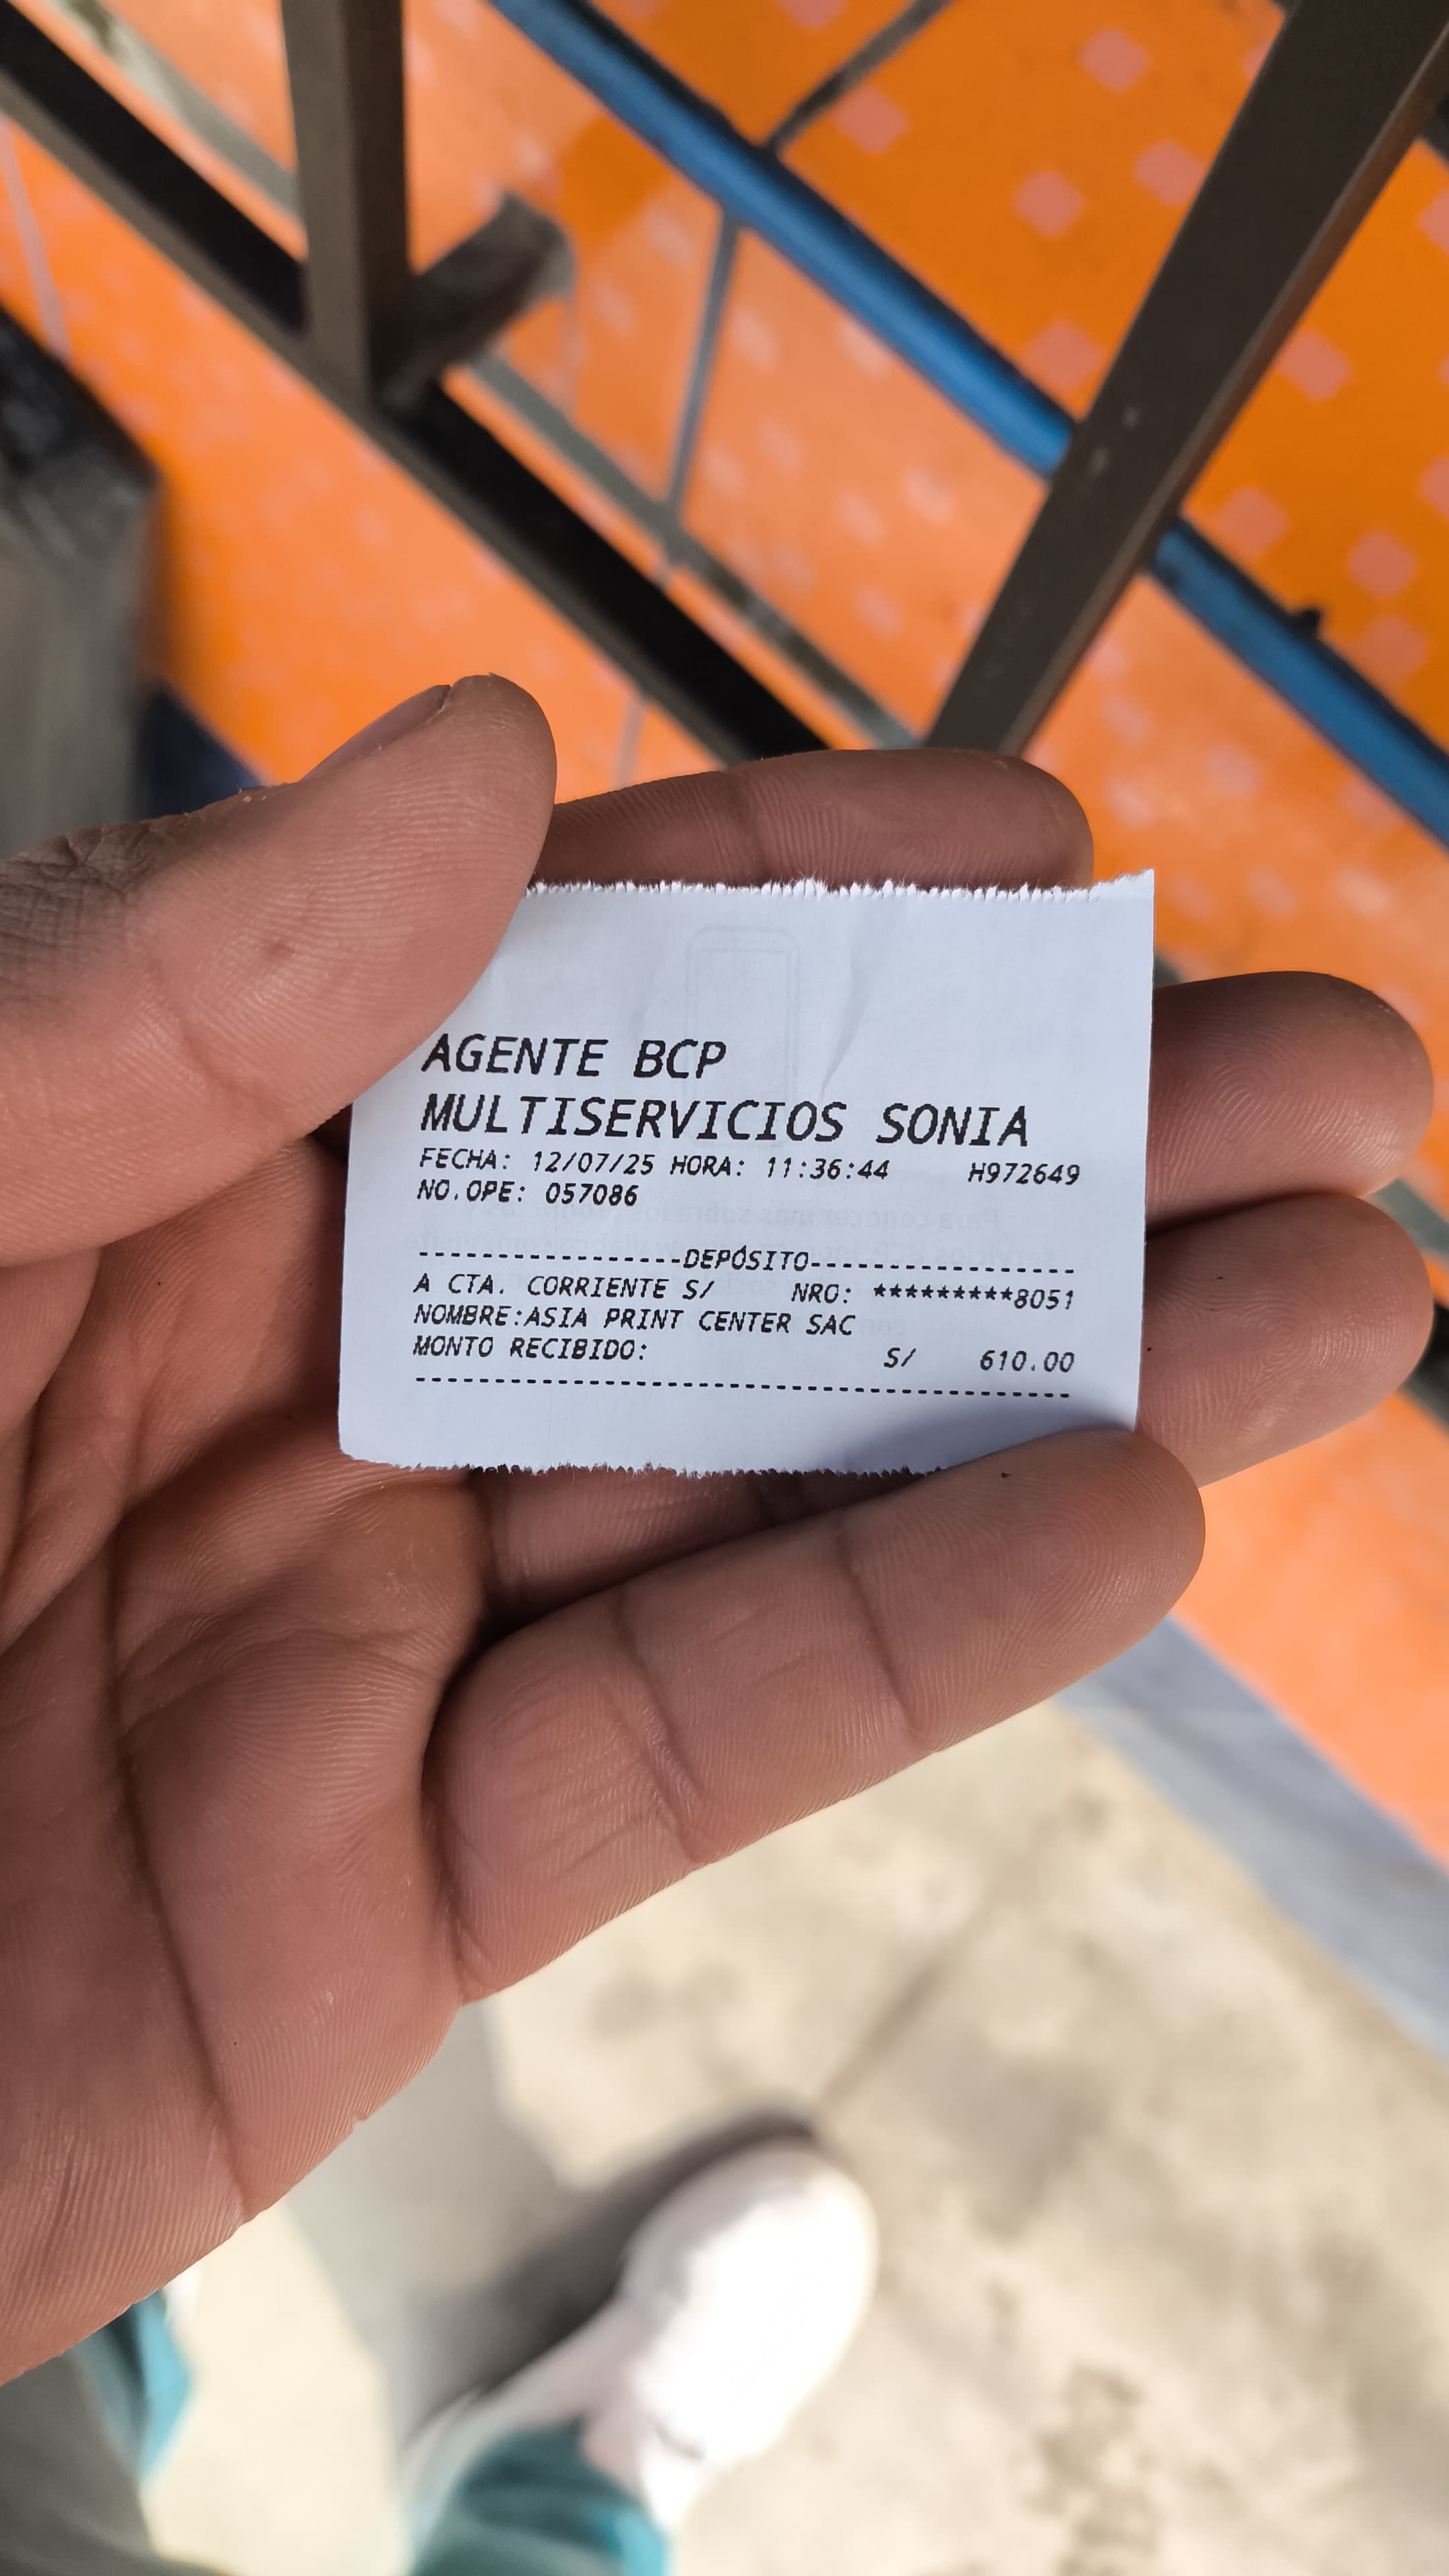 AGENTE BCP
MULTISERVICIOS SONIA
FECHA: 12/07/25 HORA: 11:36:44 H972649
NO.OPE: 057086
-----------------DEPÓSITO-----------------
A CTA. CORRIENTE S/ NRO: *********8051
NOMBRE:ASIA PRINT CENTER SAC
MONTO RECIBIDO: S/ 610.00
------------------------------------------